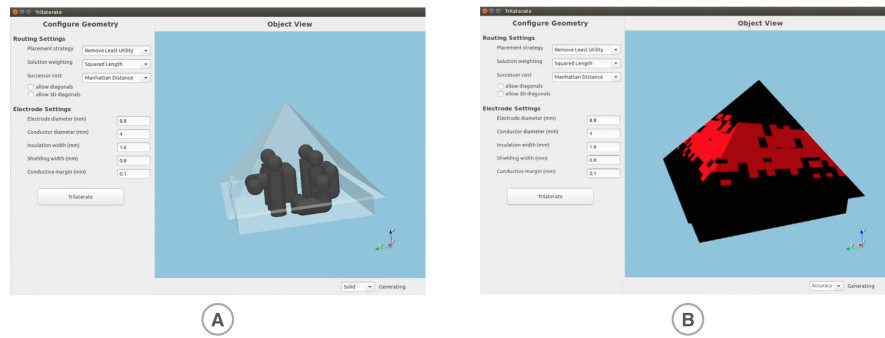 Trilaterate
Configure Geometry
Object View
Routing Settings
Placement strategy Remove Least Utility
Solution weighting Squared Length
Successor cost Manhattan Distance
allow diagonals
allow 3D diagonals
Electrode Settings
Electrode diameter (mm) 8.8
Conductor diameter (mm) 4
Insulation width (mm) 1.6
Shielding width (mm) 0.8
Conductive margin (mm) 0.1
Trilaterate
Solid Generating
A
Trilaterate
Configure Geometry
Object View
Routing Settings
Placement strategy Remove Least Utility
Solution weighting Squared Length
Successor cost Manhattan Distance
allow diagonals
allow 3D diagonals
Electrode Settings
Electrode diameter (mm) 8.8
Conductor diameter (mm) 4
Insulation width (mm) 1.6
Shielding width (mm) 0.8
Conductive margin (mm) 0.1
Trilaterate
Accuracy Generating
B